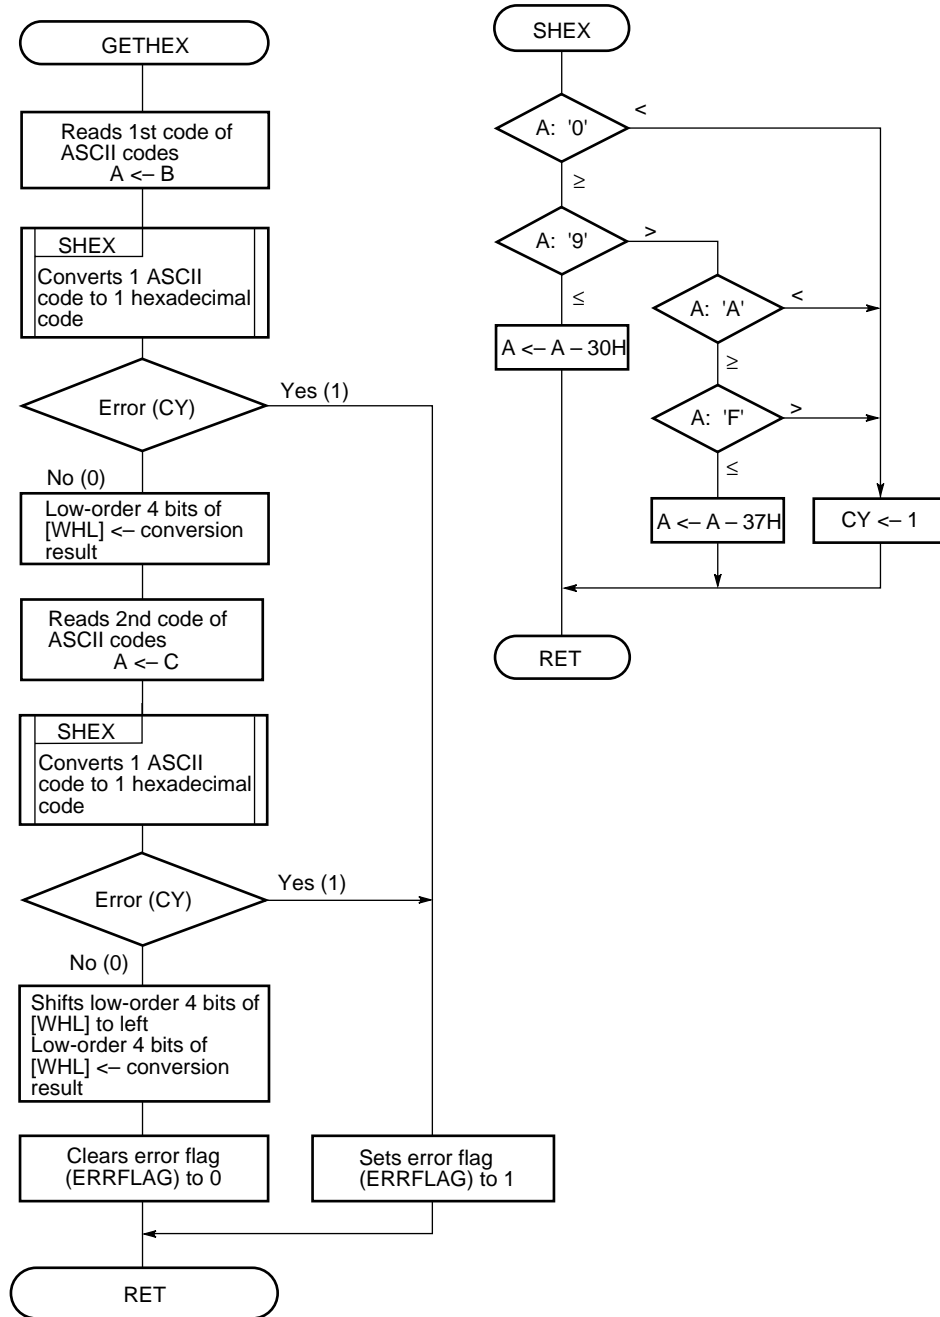 GETHEX
Reads 1st code of
ASCII codes
A <– B
SHEX
Converts 1 ASCII
code to 1 hexadecimal
code
Error (CY)
Yes (1)
No (0)
Low-order 4 bits of
[WHL] <– conversion
result
Reads 2nd code of
ASCII codes
A <– C
SHEX
Converts 1 ASCII
code to 1 hexadecimal
code
Error (CY)
Yes (1)
No (0)
Shifts low-order 4 bits of
[WHL] to left
Low-order 4 bits of
[WHL] <– conversion
result
Clears error flag
(ERRFLAG) to 0
Sets error flag
(ERRFLAG) to 1
RET
SHEX
A: '0'
<
≥
A: '9'
>
≤
A <– A – 30H
A: 'A'
<
≥
A: 'F'
>
≤
A <– A – 37H
CY <– 1
RET